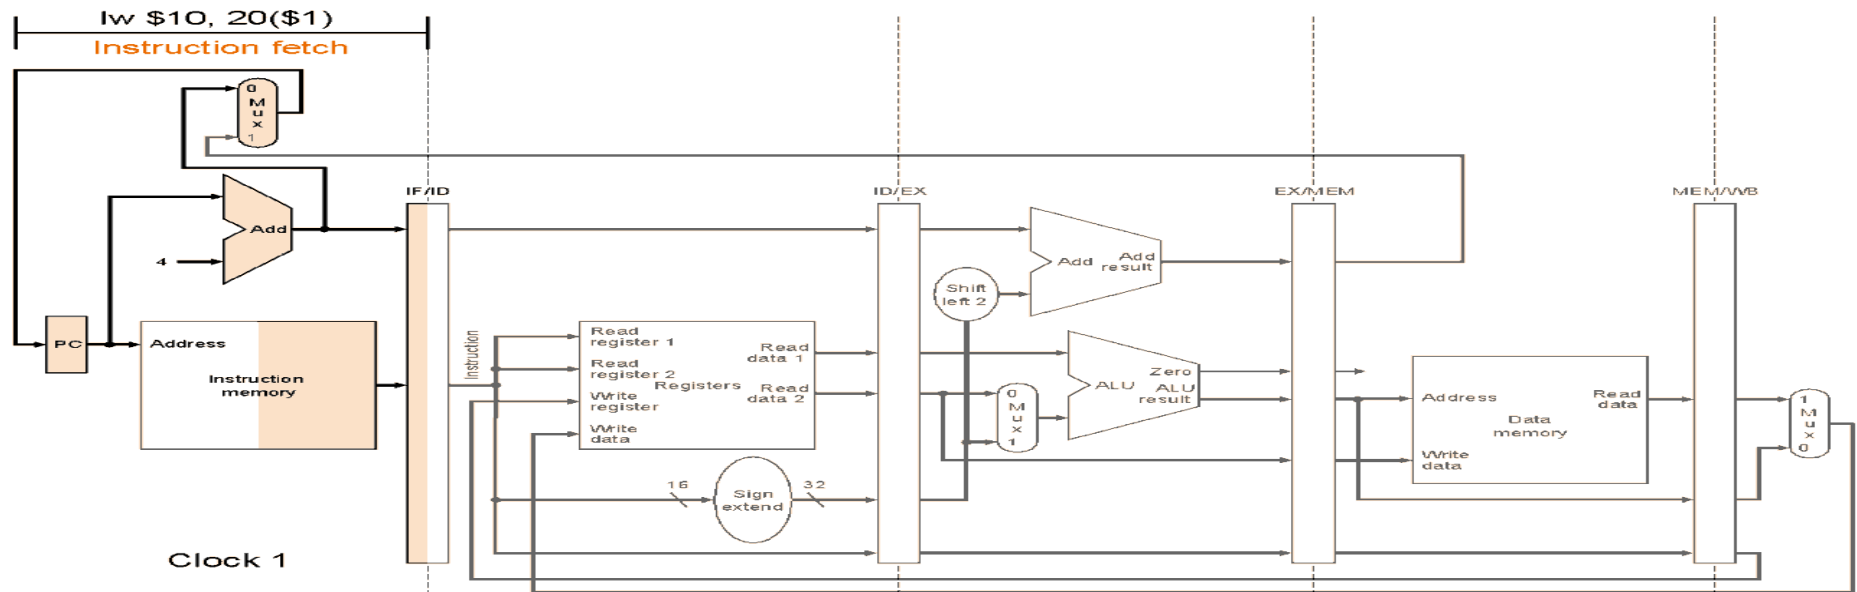 lw $10, 20($1)
Instruction fetch
0
M
u
x
1
IF/ID
ID/EX
EX/MEM
MEM/WB
Add
4
Shift
left 2
Add
Add
result
PC
Address
Instruction
memory
Instruction
Read
register 1
Read
register 2
Write
register
Write
data
Registers
Read
data 1
Read
data 2
0
M
u
x
1
Zero
ALU
ALU
result
Address
Write
data
Data
memory
Read
data
1
M
u
x
0
16
Sign
extend
32
Clock 1